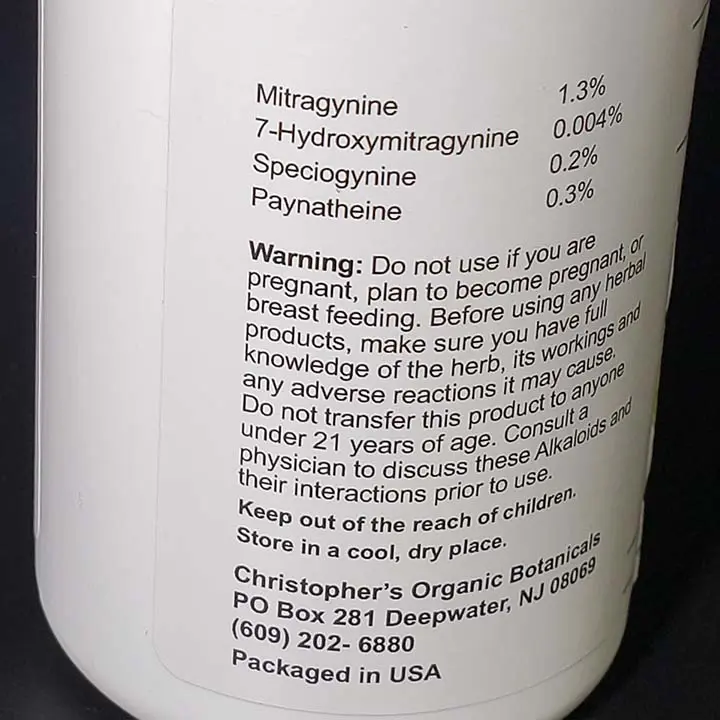 Mitragynine 1.3%
7-Hydroxymitragynine 0.004%
Speciogynine 0.2%
Paynatheine 0.3%
Warning: Do not use if you are
pregnant, plan to become pregnant, or
breast feeding. Before using any herbal
products, make sure you have full
knowledge of the herb, its workings and
any adverse reactions it may cause.
Do not transfer this product to anyone
under 21 years of age. Consult a
physician to discuss these Alkaloids and
their interactions prior to use.
Keep out of the reach of children.
Store in a cool, dry place.
Christopher's Organic Botanicals
PO Box 281 Deepwater, NJ 08069
(609) 202- 6880
Packaged in USA